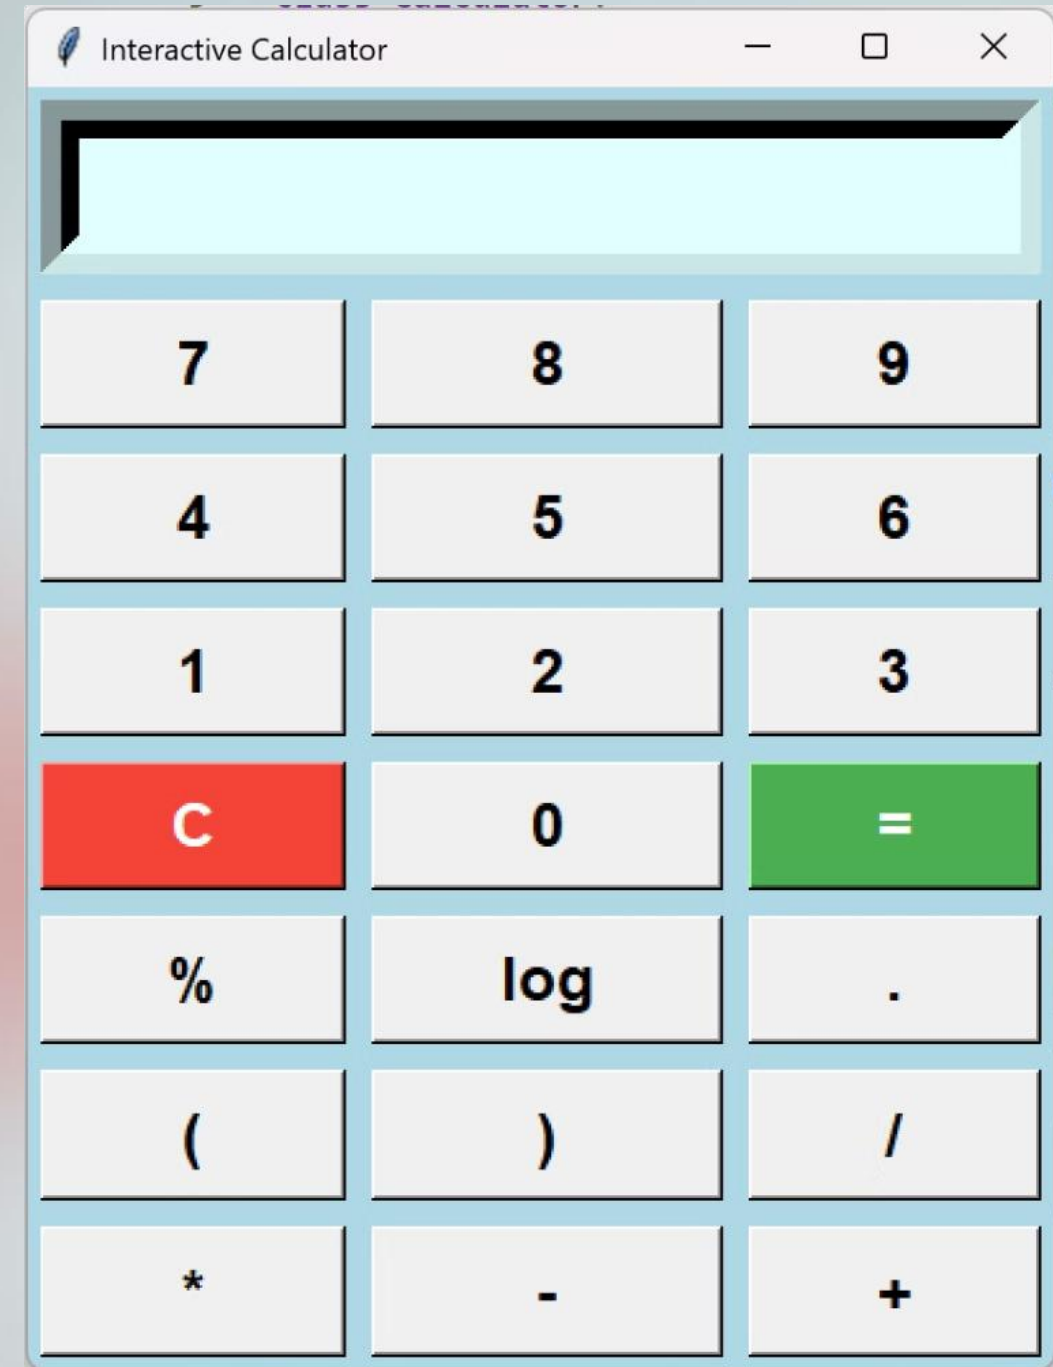 Interactive Calculator
7 8 9
4 5 6
1 2 3
C 0 =
% log .
( ) /
* - +